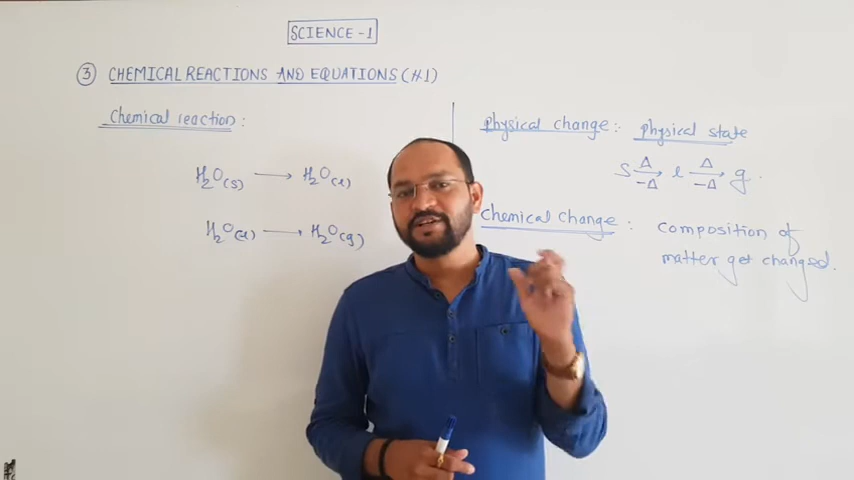 SCIENCE-1
③ CHEMICAL REACTIONS AND EQUATIONS (#1)
Chemical reaction :
H₂O(s) → H₂O(l)
H₂O(l) → H₂O(g)
physical change : physical state
S Δ/-Δ l Δ/-Δ g .
Chemical change : composition of
matter get changed.